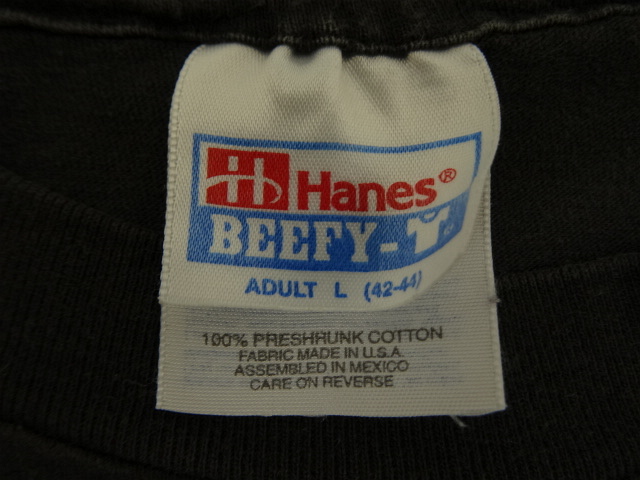 Hanes®
BEEFY-
ADULT L (42-44)
100% PRESHRUNK COTTON
FABRIC MADE IN U.S.A.
ASSEMBLED IN MEXICO
CARE ON REVERSE